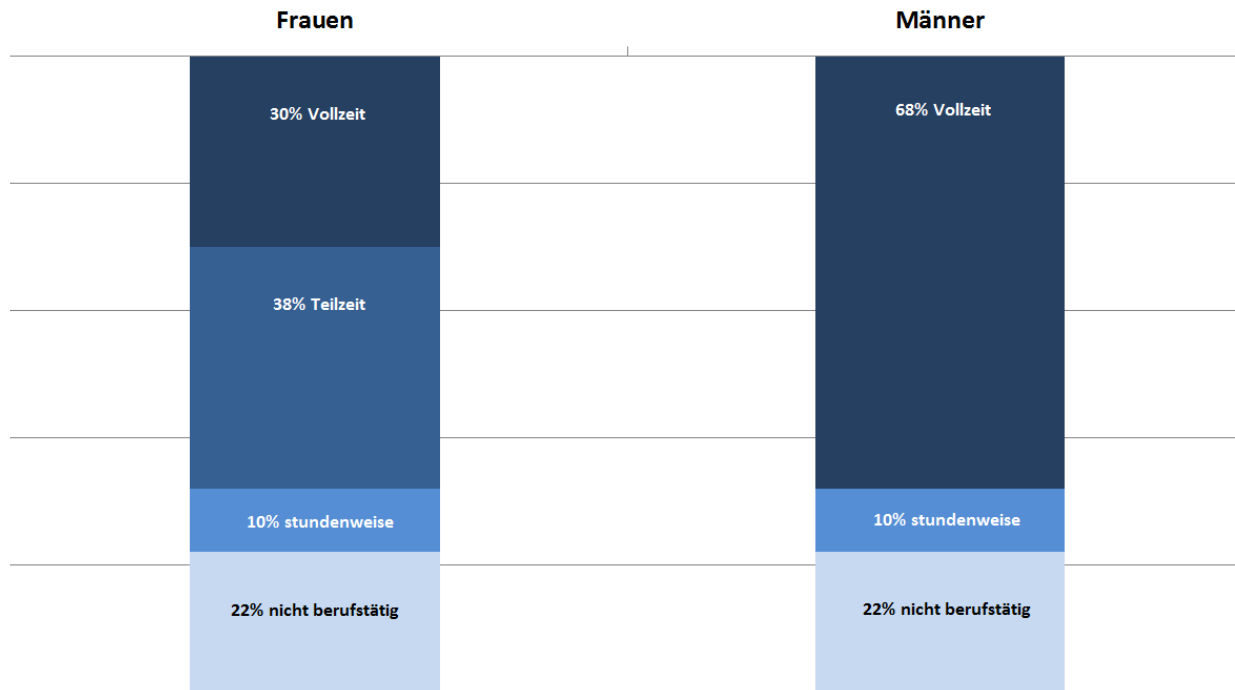 Frauen
Männer
30% Vollzeit
68% Vollzeit
38% Teilzeit
10% stundenweise
10% stundenweise
22% nicht berufstätig
22% nicht berufstätig